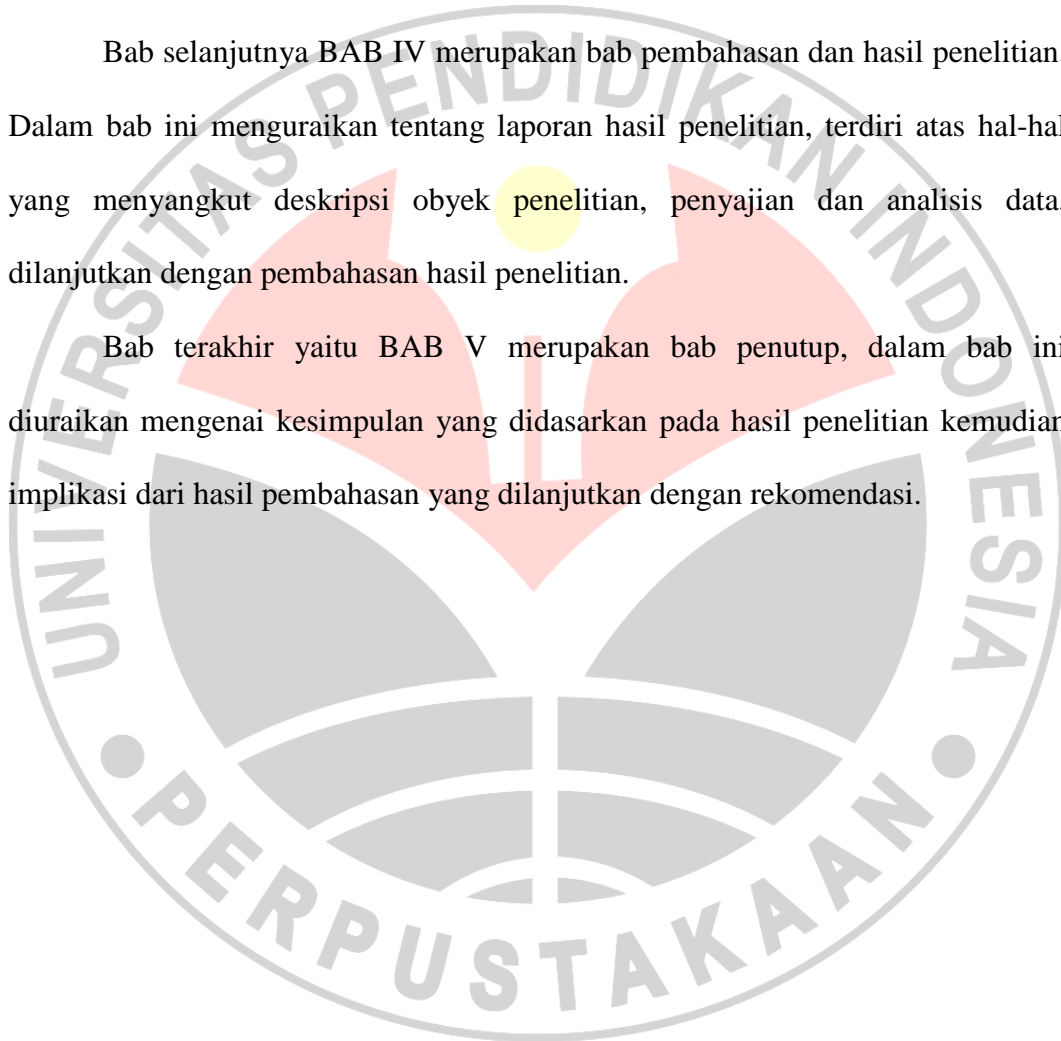 Bab selanjutnya BAB IV merupakan bab pembahasan dan hasil penelitian.
Dalam bab ini menguraikan tentang laporan hasil penelitian, terdiri atas hal-hal
yang menyangkut deskripsi obyek penelitian, penyajian dan analisis data,
dilanjutkan dengan pembahasan hasil penelitian.
Bab terakhir yaitu BAB V merupakan bab penutup, dalam bab ini
diuraikan mengenai kesimpulan yang didasarkan pada hasil penelitian kemudian
implikasi dari hasil pembahasan yang dilanjutkan dengan rekomendasi.
UNIVERSITAS PENDIDIKAN INDONESIA
PERPUSTAKAAN